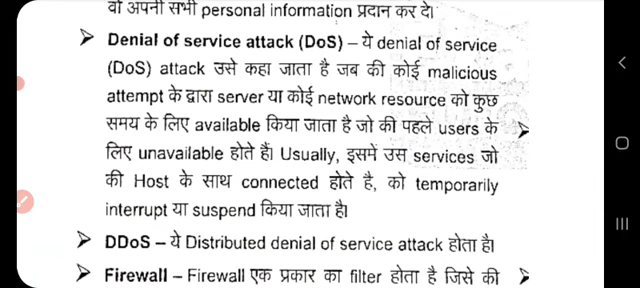 वो अपनी सभी personal information प्रदान कर दे।
➤ Denial of service attack (DoS) – ये denial of service
(DoS) attack उसे कहा जाता है जब की कोई malicious
attempt के द्वारा server या कोई network resource को कुछ
समय के लिए available किया जाता है जो की पहले users के
लिए unavailable होते हैं। Usually, इसमें उस services जो
की Host के साथ connected होते है, को temporarily
interrupt या suspend किया जाता है।
➤ DDoS – ये Distributed denial of service attack होता है।
➤ Firewall – Firewall एक प्रकार का filter होता है जिसे की